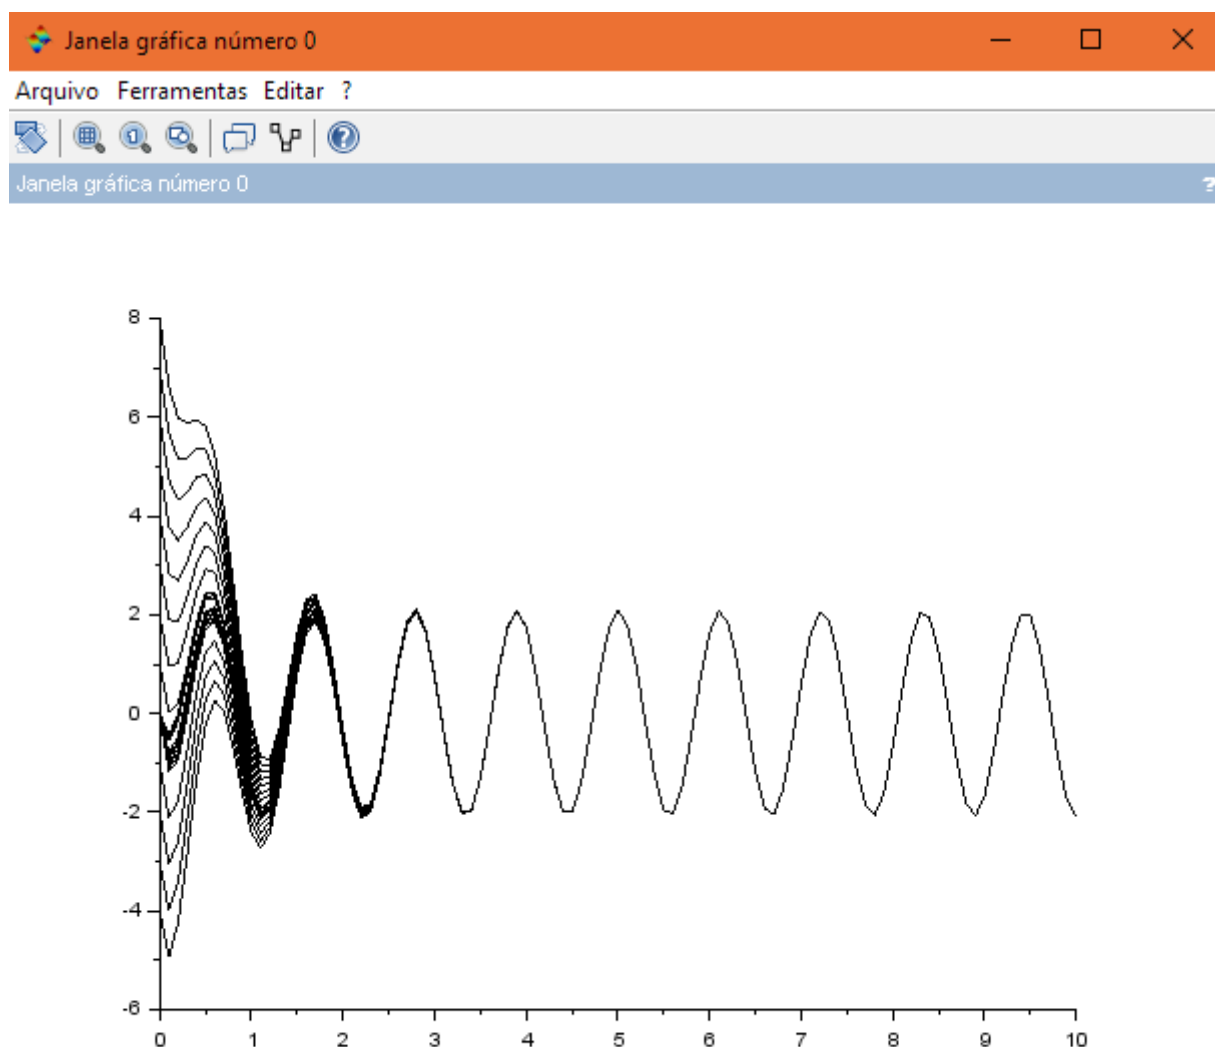 Janela gráfica número 0
Arquivo Ferramentas Editar ?
Janela gráfica número 0 ?
8
6
4
2
0
-2
-4
-6
0 1 2 3 4 5 6 7 8 9 10